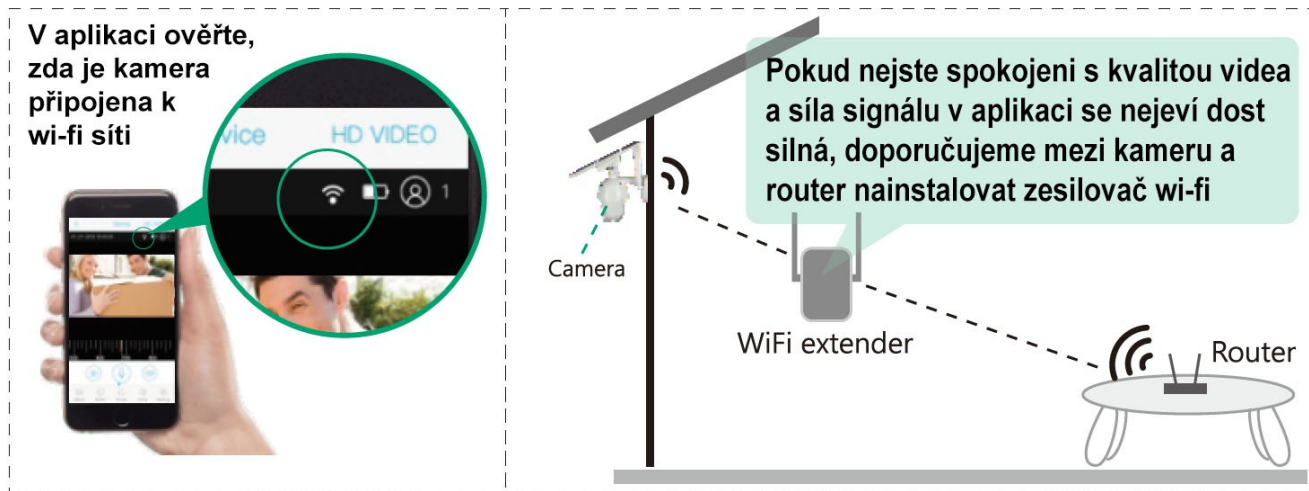 V aplikaci ověřte,
zda je kamera
připojena k
wi-fi síti
vice HD VIDEO
1
Pokud nejste spokojeni s kvalitou videa
a síla signálu v aplikaci se nejeví dost
silná, doporučujeme mezi kameru a
router nainstalovat zesilovač wi-fi
Camera
WiFi extender
Router